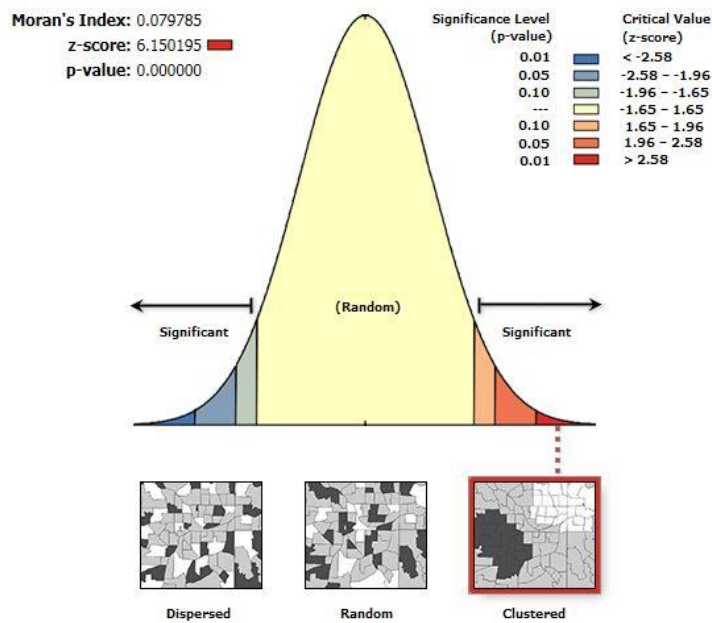 Moran's Index: 0.079785
z-score: 6.150195
p-value: 0.000000
Significance Level
(p-value)
Critical Value
(z-score)
0.01 < -2.58
0.05 -2.58 – -1.96
0.10 -1.96 – -1.65
--- -1.65 – 1.65
0.10 1.65 – 1.96
0.05 1.96 – 2.58
0.01 > 2.58
Significant
(Random)
Significant
Dispersed
Random
Clustered